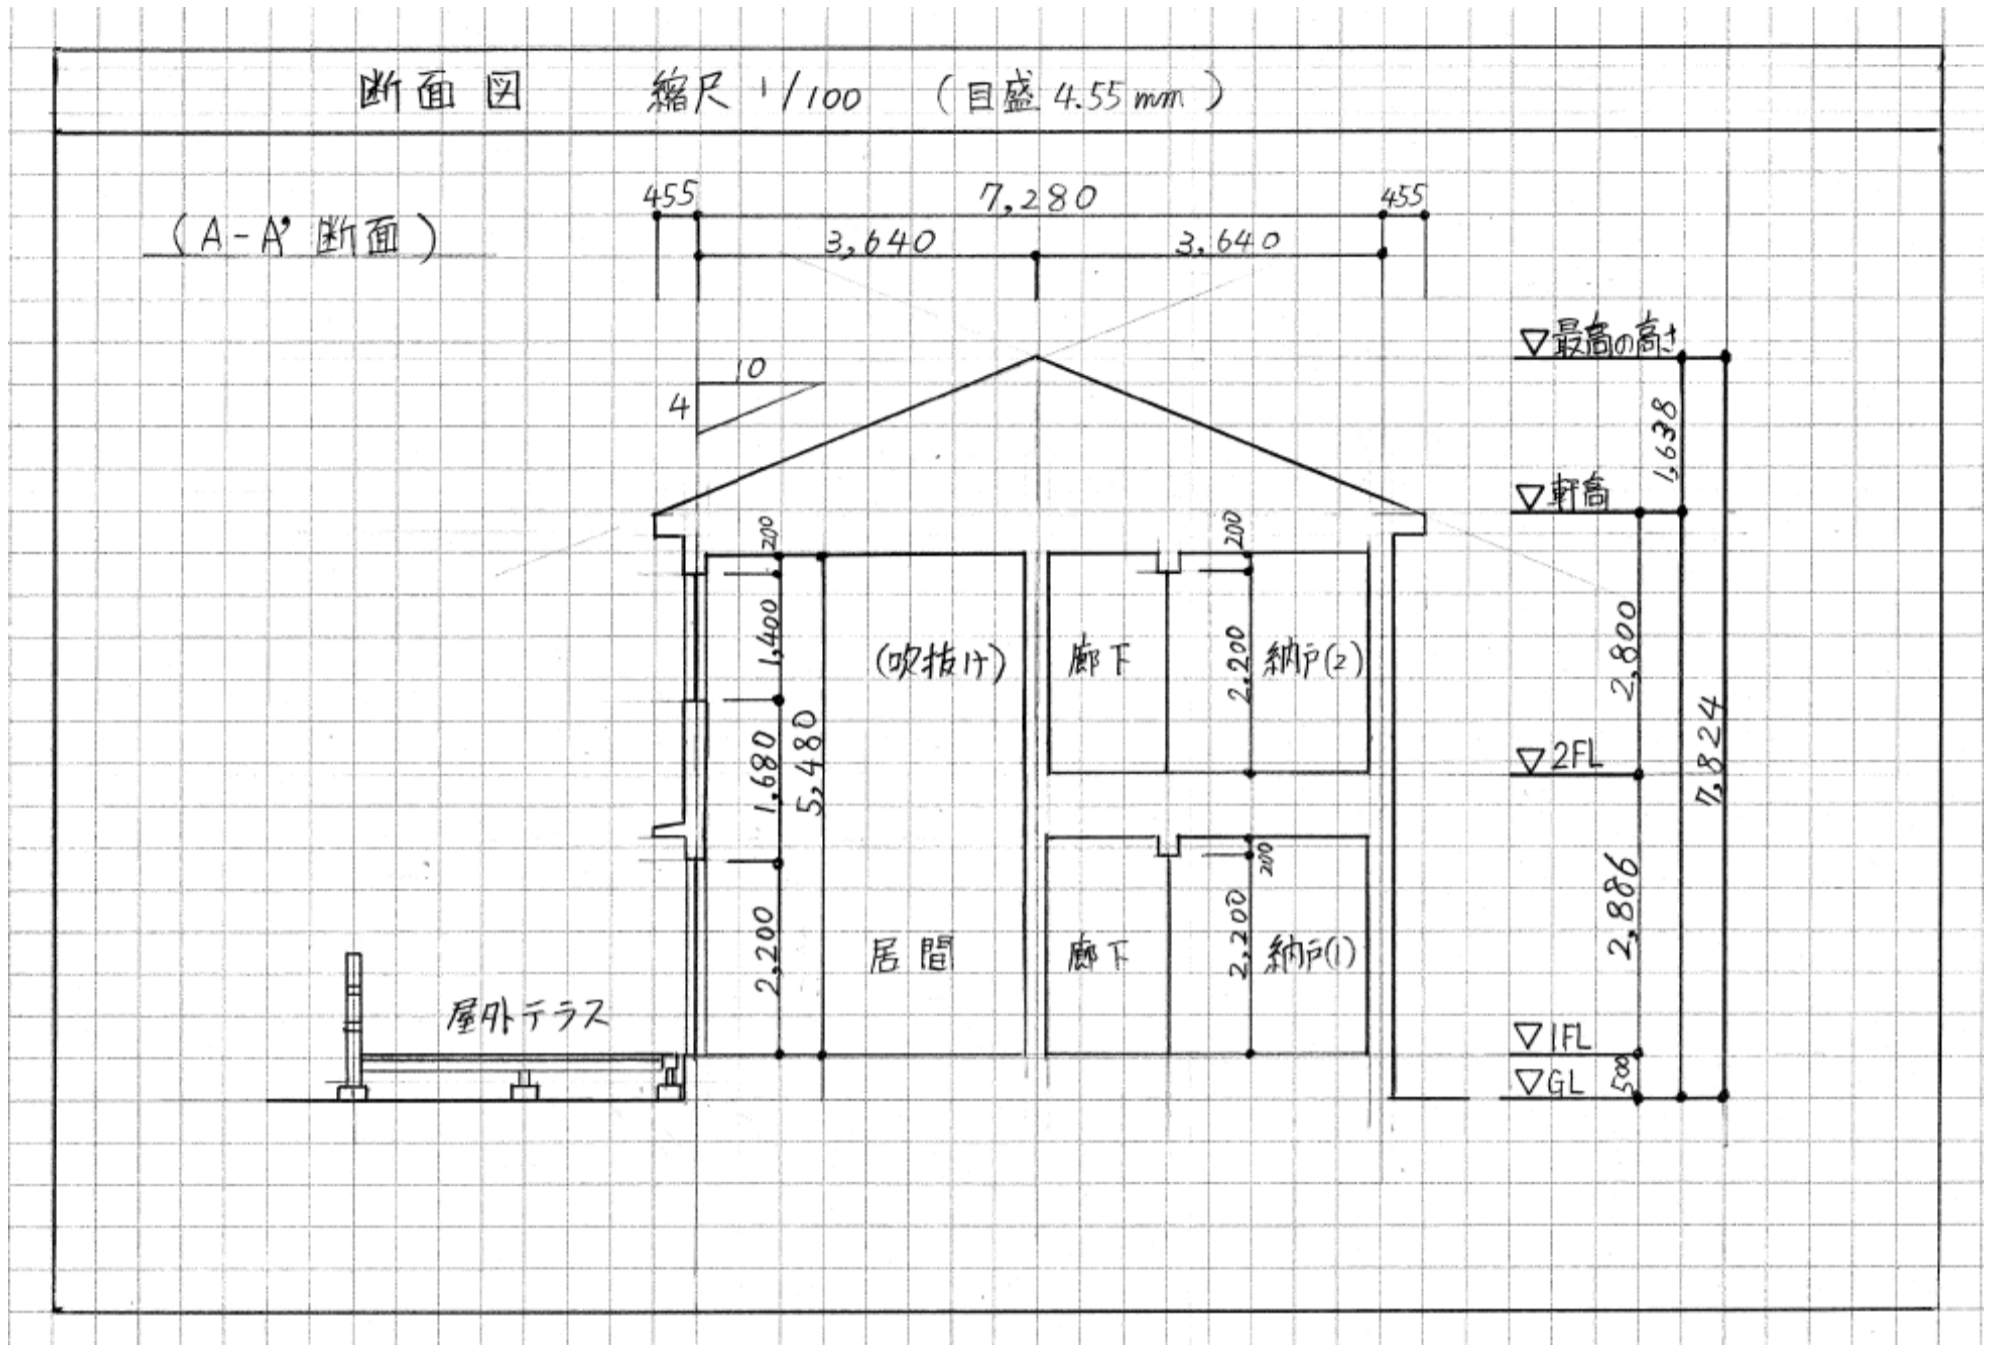 断面図 縮尺 1/100 (目盛 4.55mm)
(A-A' 断面)
455 7,280 455
3,640 3,640
10
4
▽最高の高さ
1,638
▽軒高
200
200
1,400
(吹抜け)
廊下
2,200
納戸(2)
2,800
1,680
5,480
▽2FL
7,824
200
2,886
2,200
居間
廊下
2,200
納戸(1)
屋外テラス
▽1FL
500
▽GL